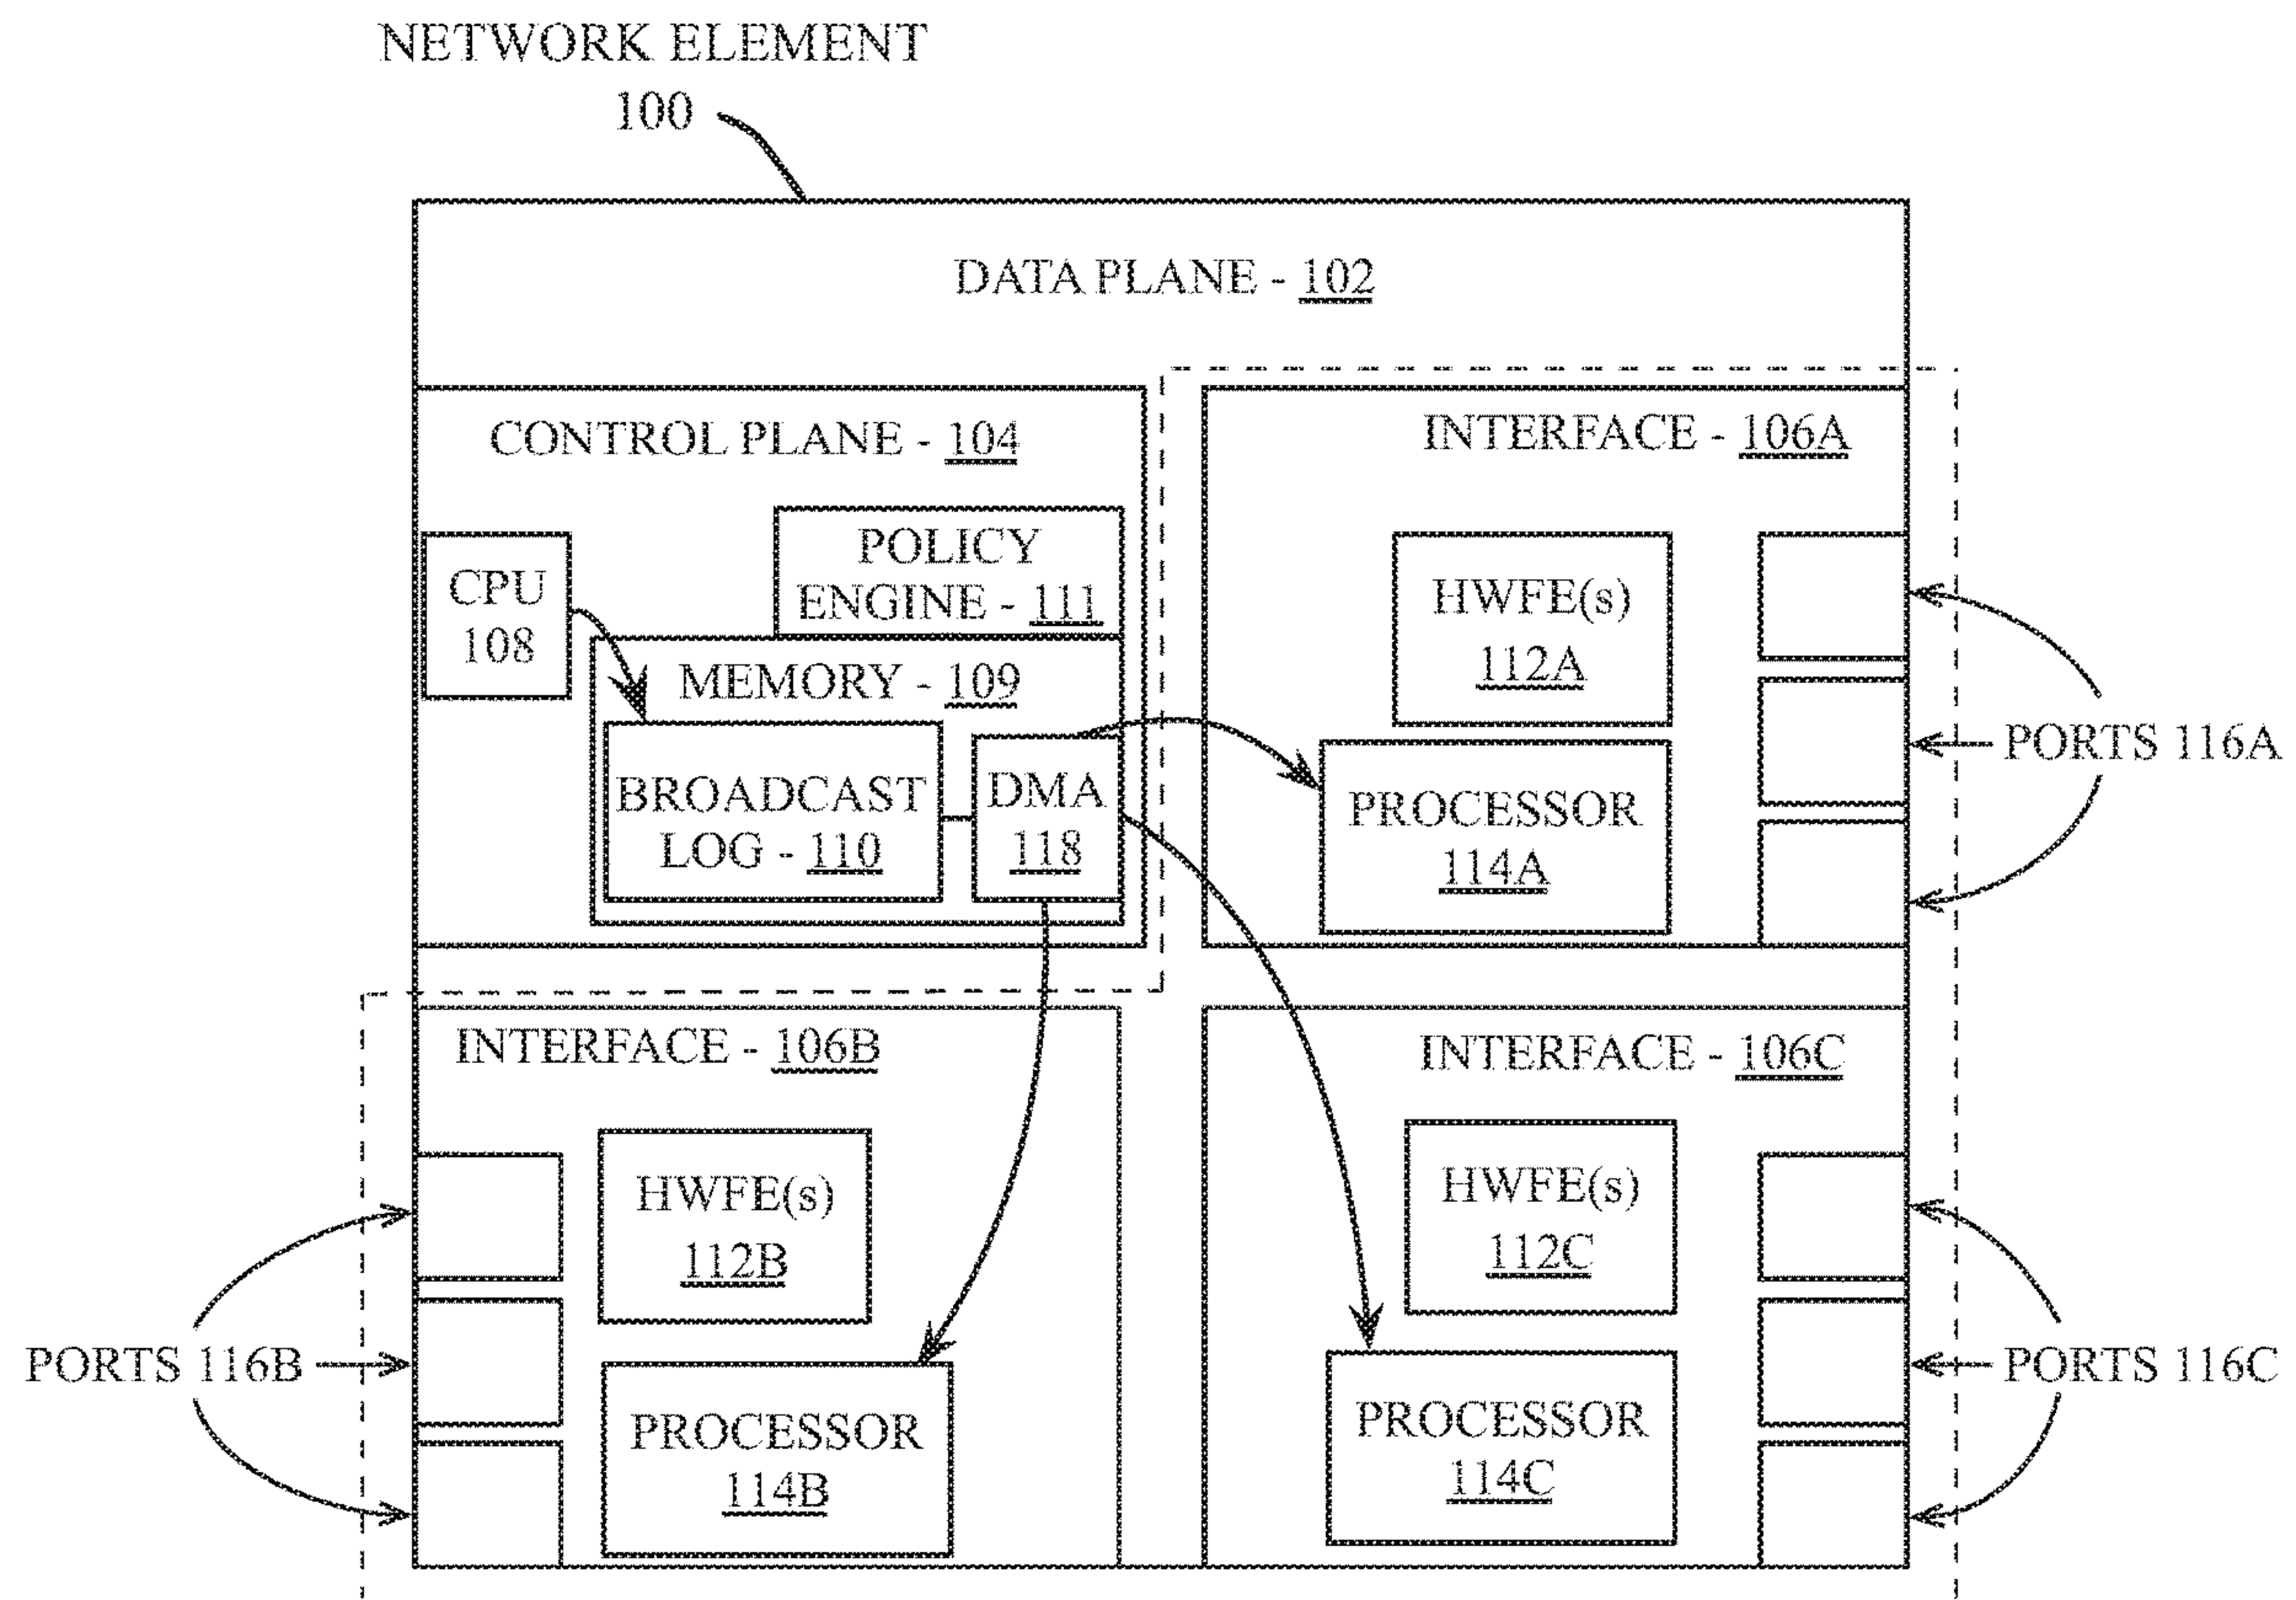 NETWORK ELEMENT
100
DATA PLANE - 102
CONTROL PLANE - 104
POLICY
ENGINE - 111
CPU
108
MEMORY - 109
BROADCAST
LOG - 110
DMA
118
INTERFACE - 106A
HWFE(s)
112A
PROCESSOR
114A
PORTS 116A
INTERFACE - 106B
HWFE(s)
112B
PROCESSOR
114B
PORTS 116B
INTERFACE - 106C
HWFE(s)
112C
PROCESSOR
114C
PORTS 116C